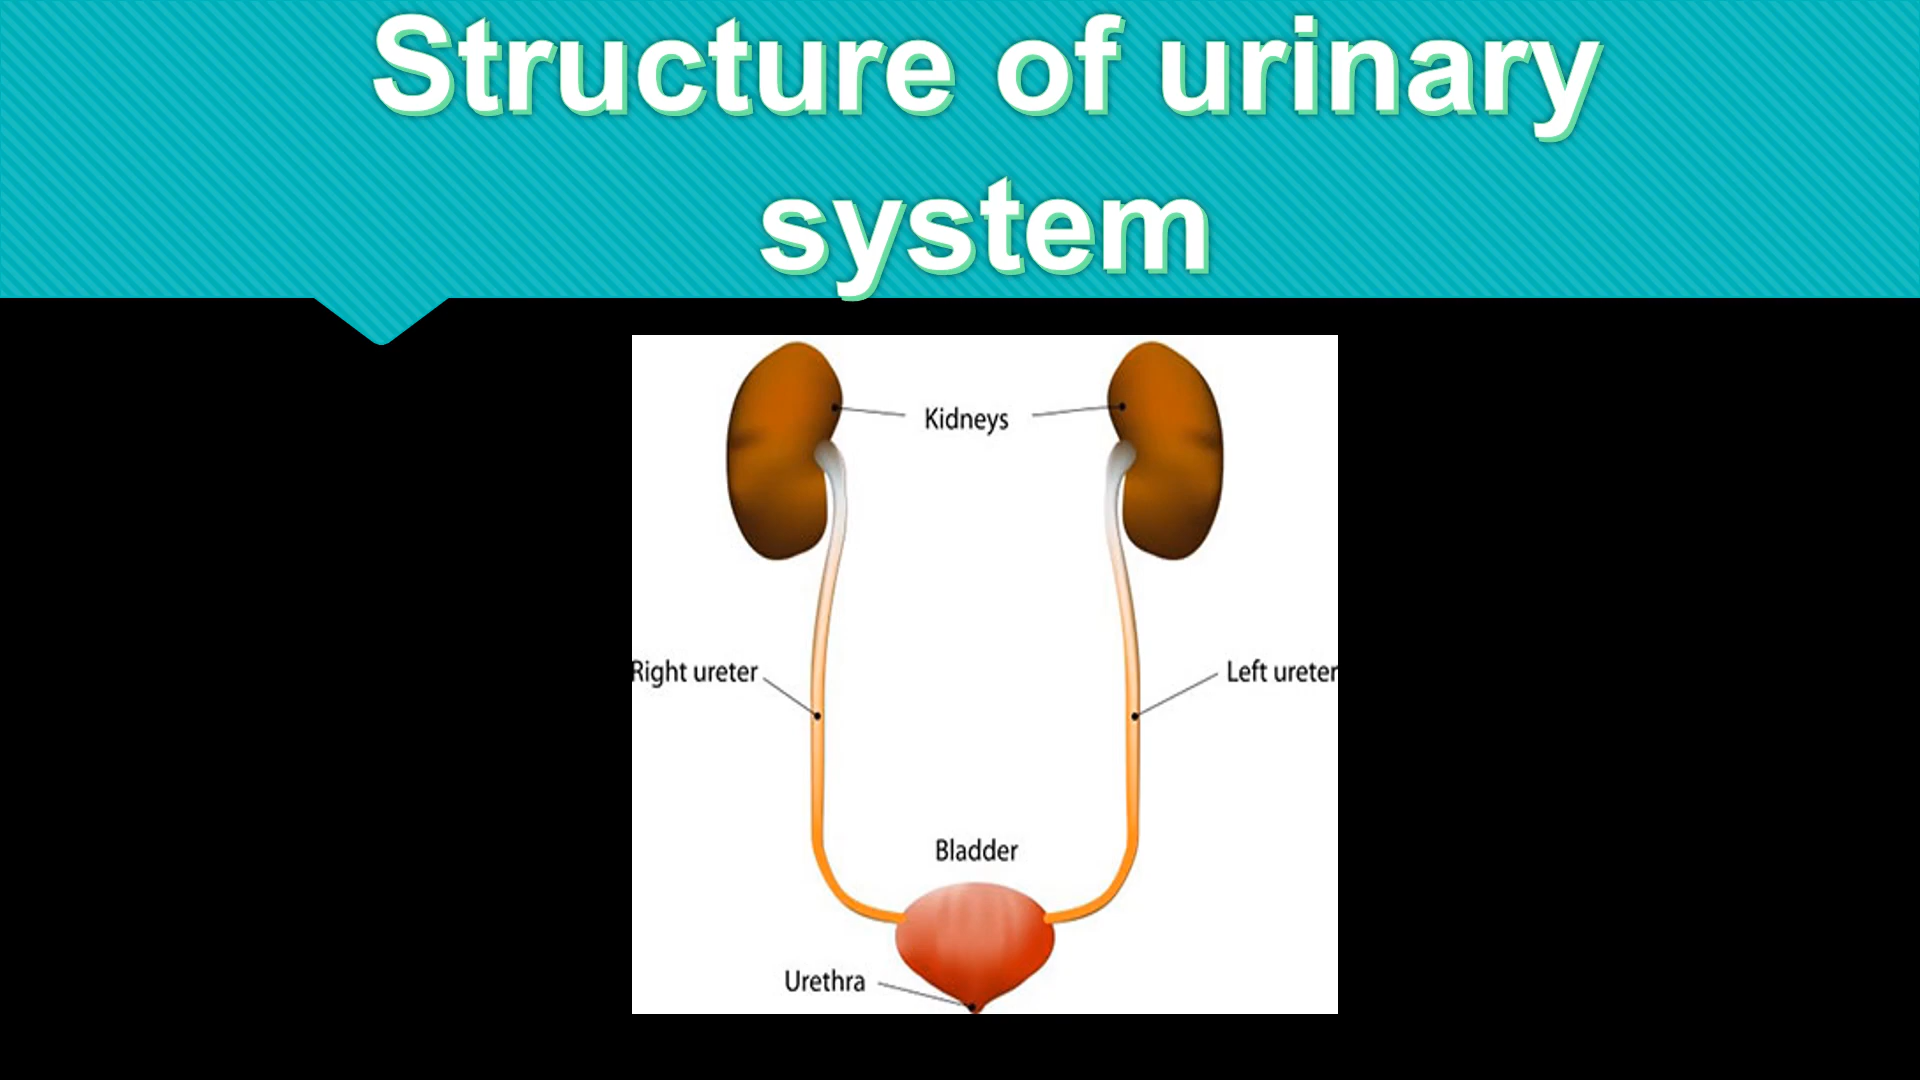 Structure of urinary
system
Kidneys
Right ureter
Left ureter
Bladder
Urethra